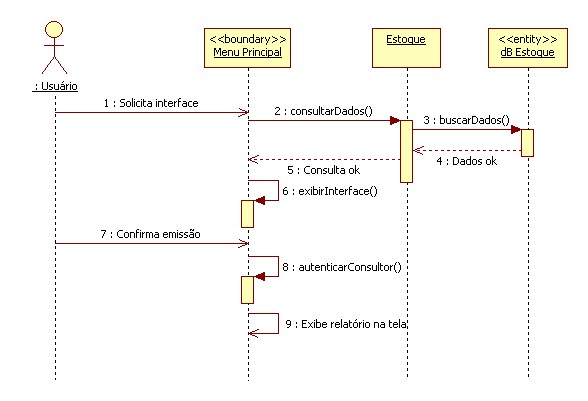 <<boundary>>
Menu Principal
Estoque
<<entity>>
dB Estoque
: Usuário
1 : Solicita interface
2 : consultarDados()
3 : buscarDados()
4 : Dados ok
5 : Consulta ok
6 : exibirInterface()
7 : Confirma emissão
8 : autenticarConsultor()
9 : Exibe relatório na tela